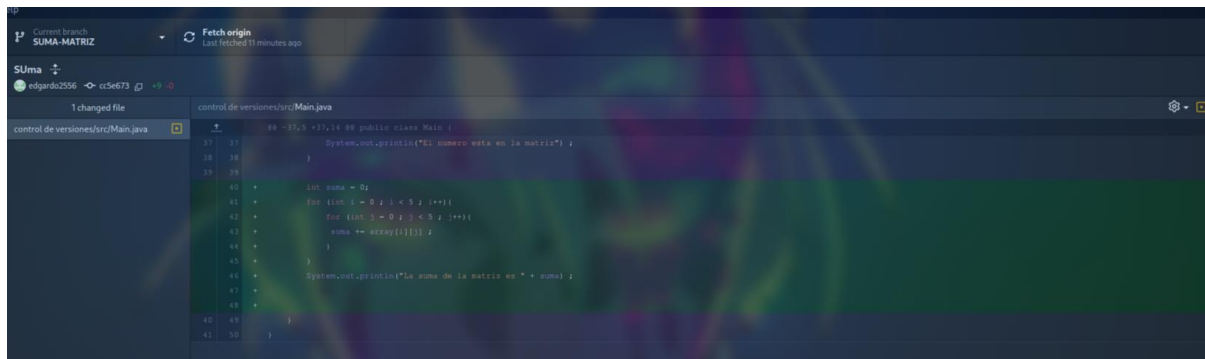 Current branch
SUMA-MATRIZ
Fetch origin
Last fetched 11 minutes ago
SUma
edgardo2556 cc5e673 +9 -0
1 changed file
control de versiones/src/Main.java
control de versiones/src/Main.java
@@ -37,5 +37,14 @@ public class Main {
37 37 System.out.println("El numero esta en la matriz") ;
38 38 }
39 39
40 + int suma = 0;
41 + for (int i = 0 ; i < 5 ; i++){
42 + for (int j = 0 ; j < 5 ; j++){
43 + suma += array[i][j] ;
44 + }
45 + }
46 + System.out.println("La suma de la matriz es " + suma) ;
47 +
48 +
40 49 }
41 50 }